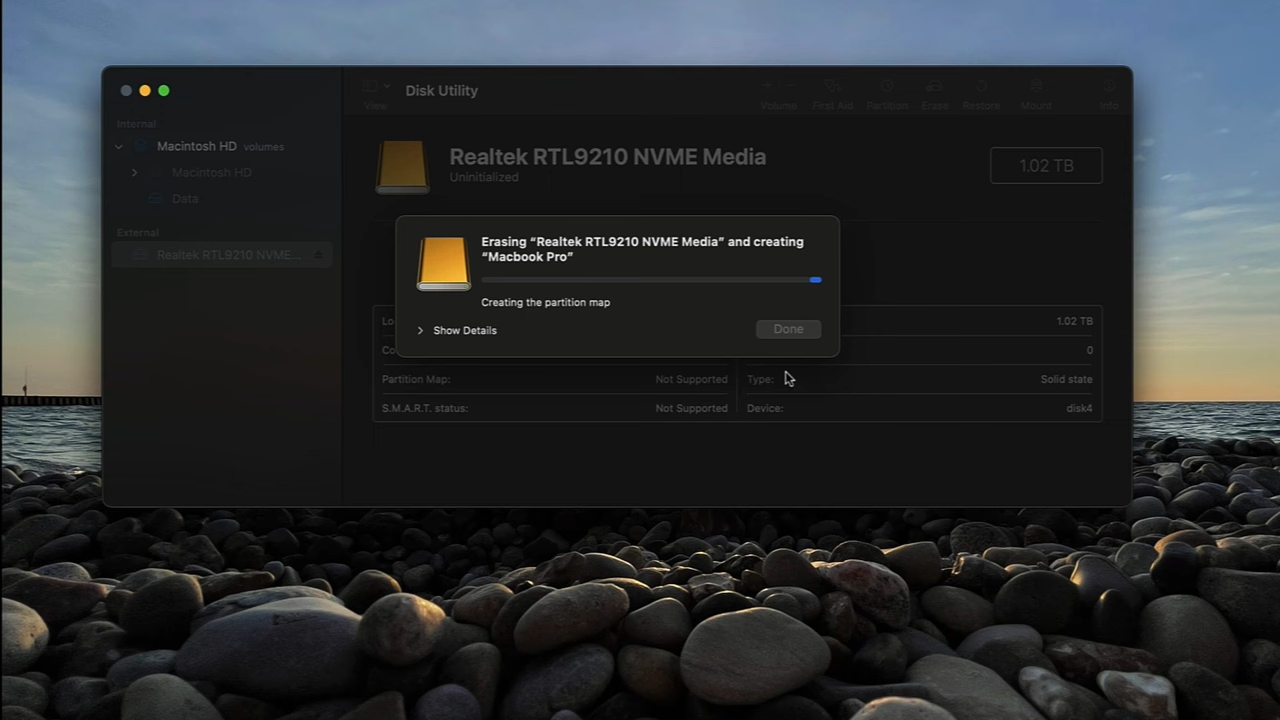 Disk Utility
View
Volume
First Aid
Partition
Erase
Restore
Mount
Info
Internal
Macintosh HD volumes
Macintosh HD
Data
External
Realtek RTL9210 NVME...
Realtek RTL9210 NVME Media
Uninitialized
1.02 TB
Erasing “Realtek RTL9210 NVME Media” and creating
“Macbook Pro”
Creating the partition map
Show Details
Done
Lo
1.02 TB
Co
0
Partition Map:
Not Supported
Type:
Solid state
S.M.A.R.T. status:
Not Supported
Device:
disk4